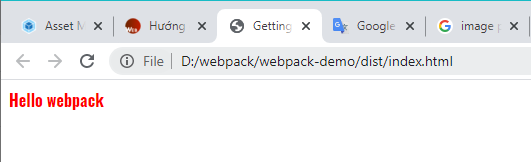 Asset M
Hướng
Getting
Google
image p
File
D:/webpack/webpack-demo/dist/index.html
Hello webpack